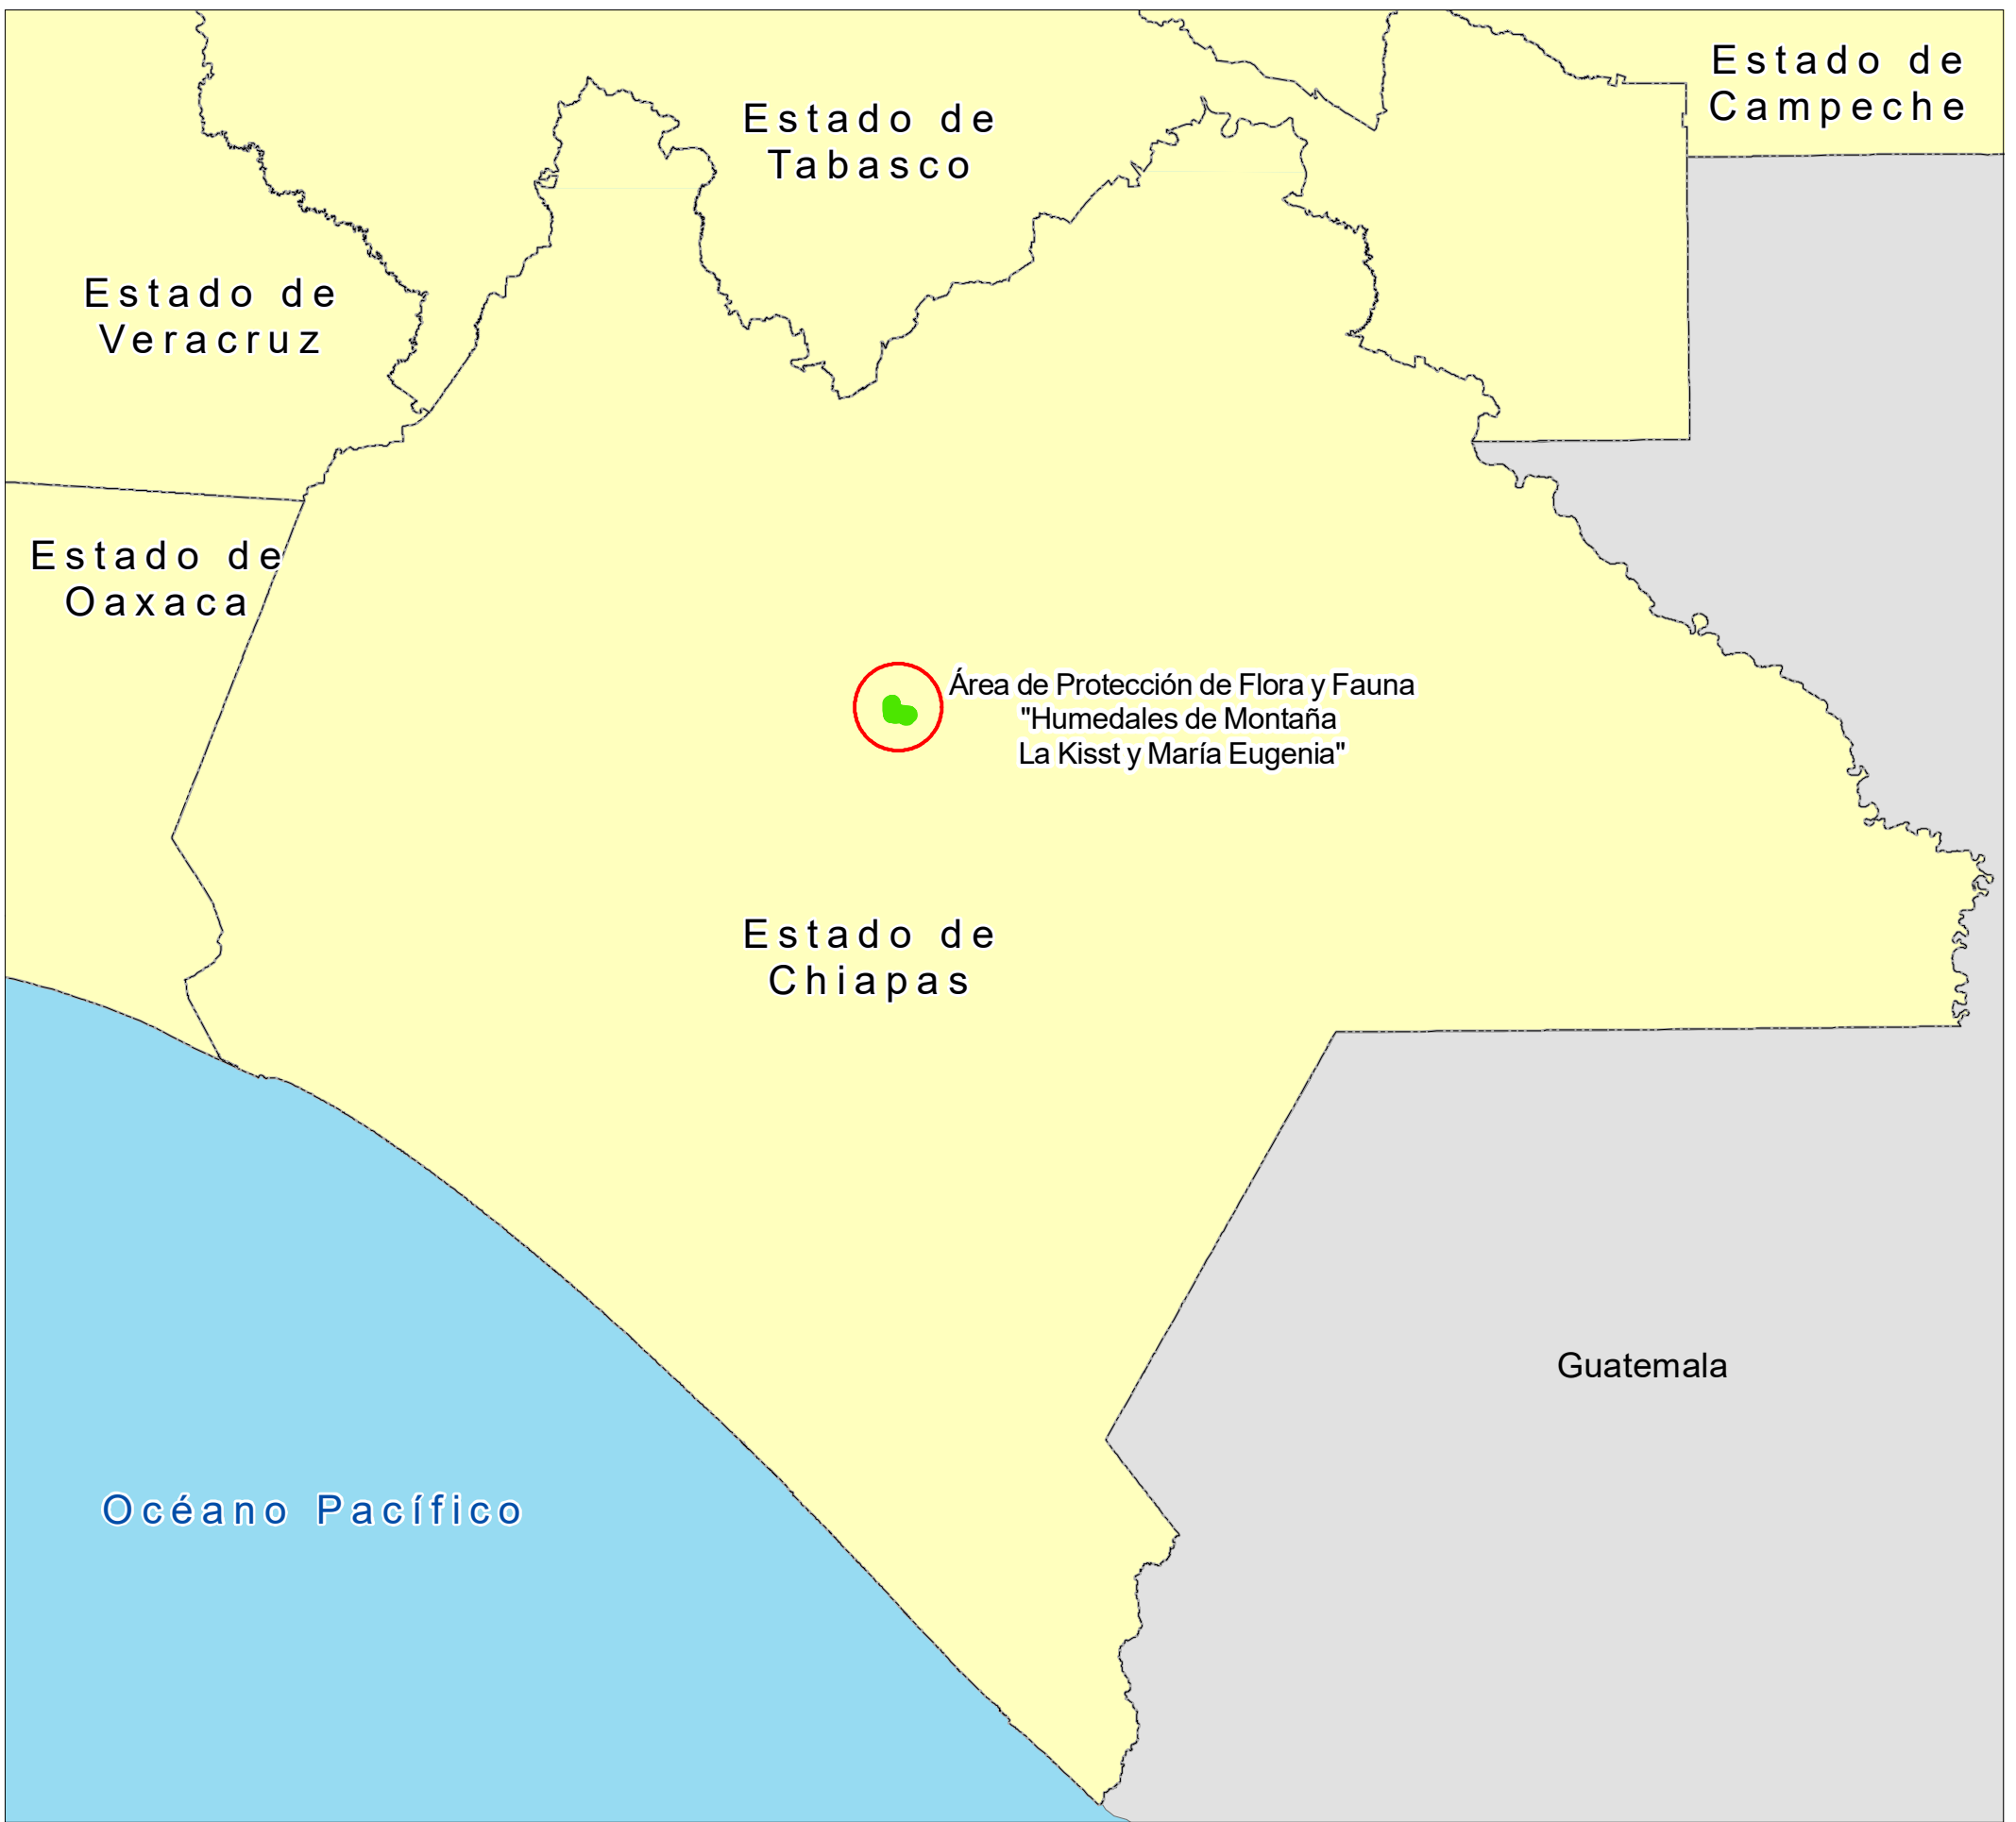 Estado de
Campeche
Estado de
Tabasco
Estado de
Veracruz
Estado de
Oaxaca
Área de Protección de Flora y Fauna
"Humedales de Montaña
La Kisst y María Eugenia"
Estado de
Chiapas
Guatemala
Océano Pacífico